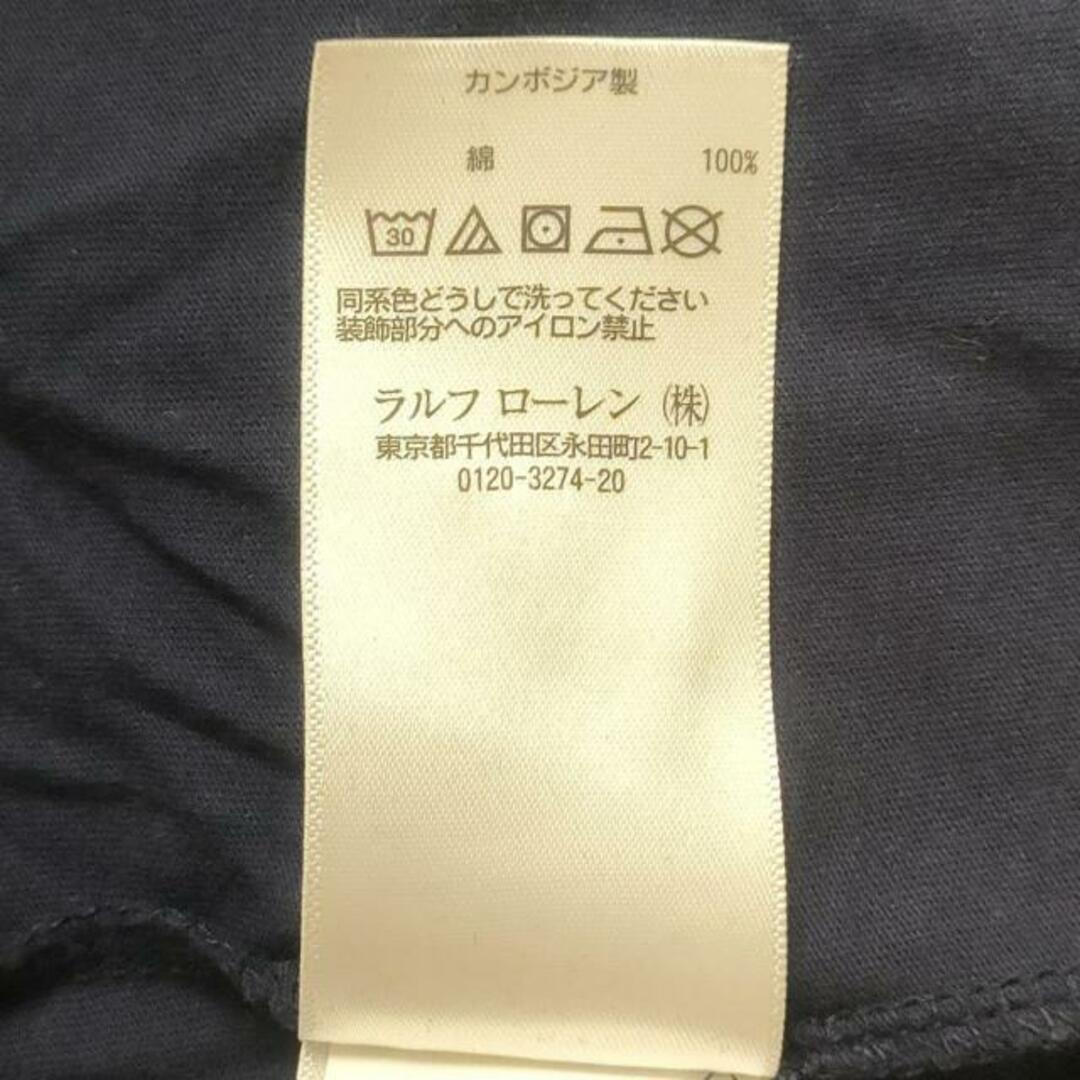 カンボジア製
綿 100%
30
同系色どうしで洗ってください
装飾部分へのアイロン禁止
ラルフ ローレン (株)
東京都千代田区永田町2-10-1
0120-3274-20